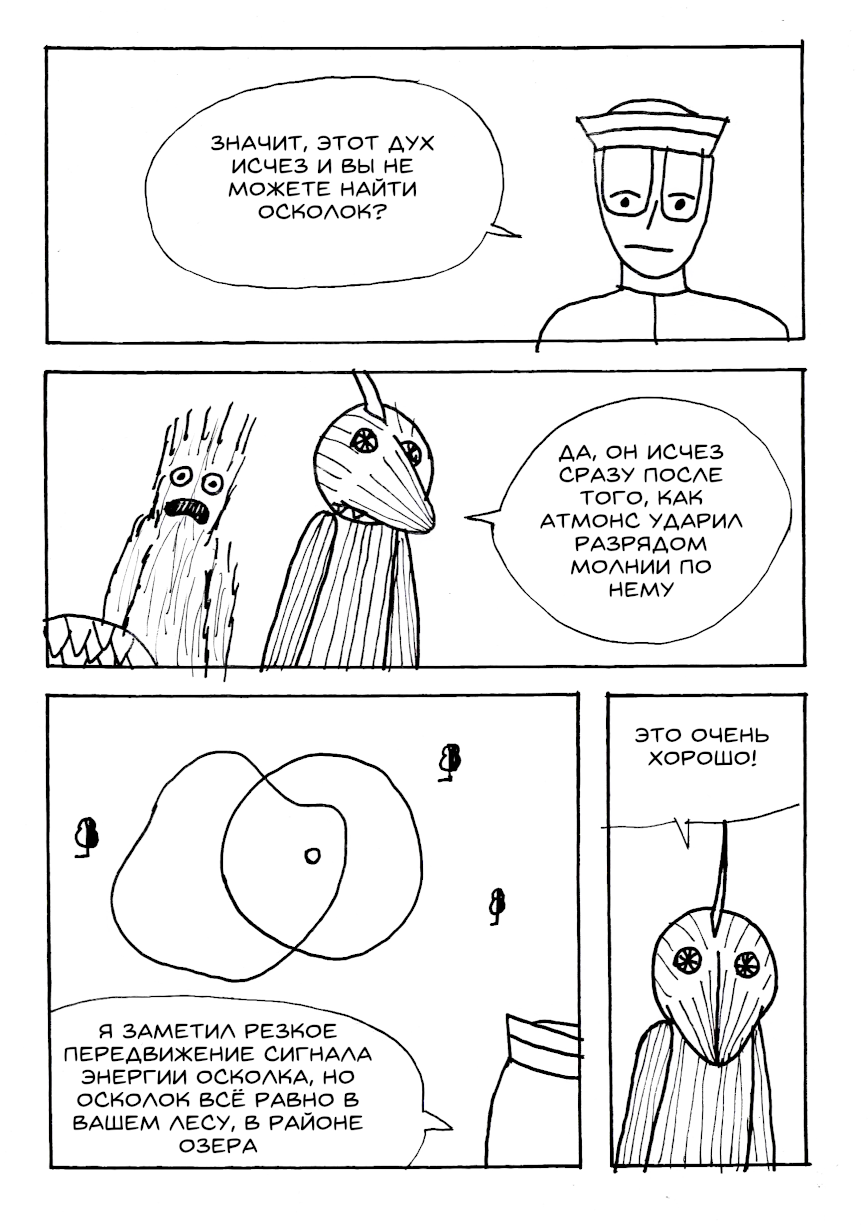 ЗНАЧИТ, ЭТОТ ДУХ
ИСЧЕЗ И ВЫ НЕ
МОЖЕТЕ НАЙТИ
ОСКОЛОК?
ДА, ОН ИСЧЕЗ
СРАЗУ ПОСЛЕ
ТОГО, КАК
АТМОНС УДАРИЛ
РАЗРЯДОМ
МОЛНИИ ПО
НЕМУ
Я ЗАМЕТИЛ РЕЗКОЕ
ПЕРЕДВИЖЕНИЕ СИГНАЛА
ЭНЕРГИИ ОСКОЛКА, НО
ОСКОЛОК ВСЁ РАВНО В
ВАШЕМ ЛЕСУ, В РАЙОНЕ
ОЗЕРА
ЭТО ОЧЕНЬ
ХОРОШО!